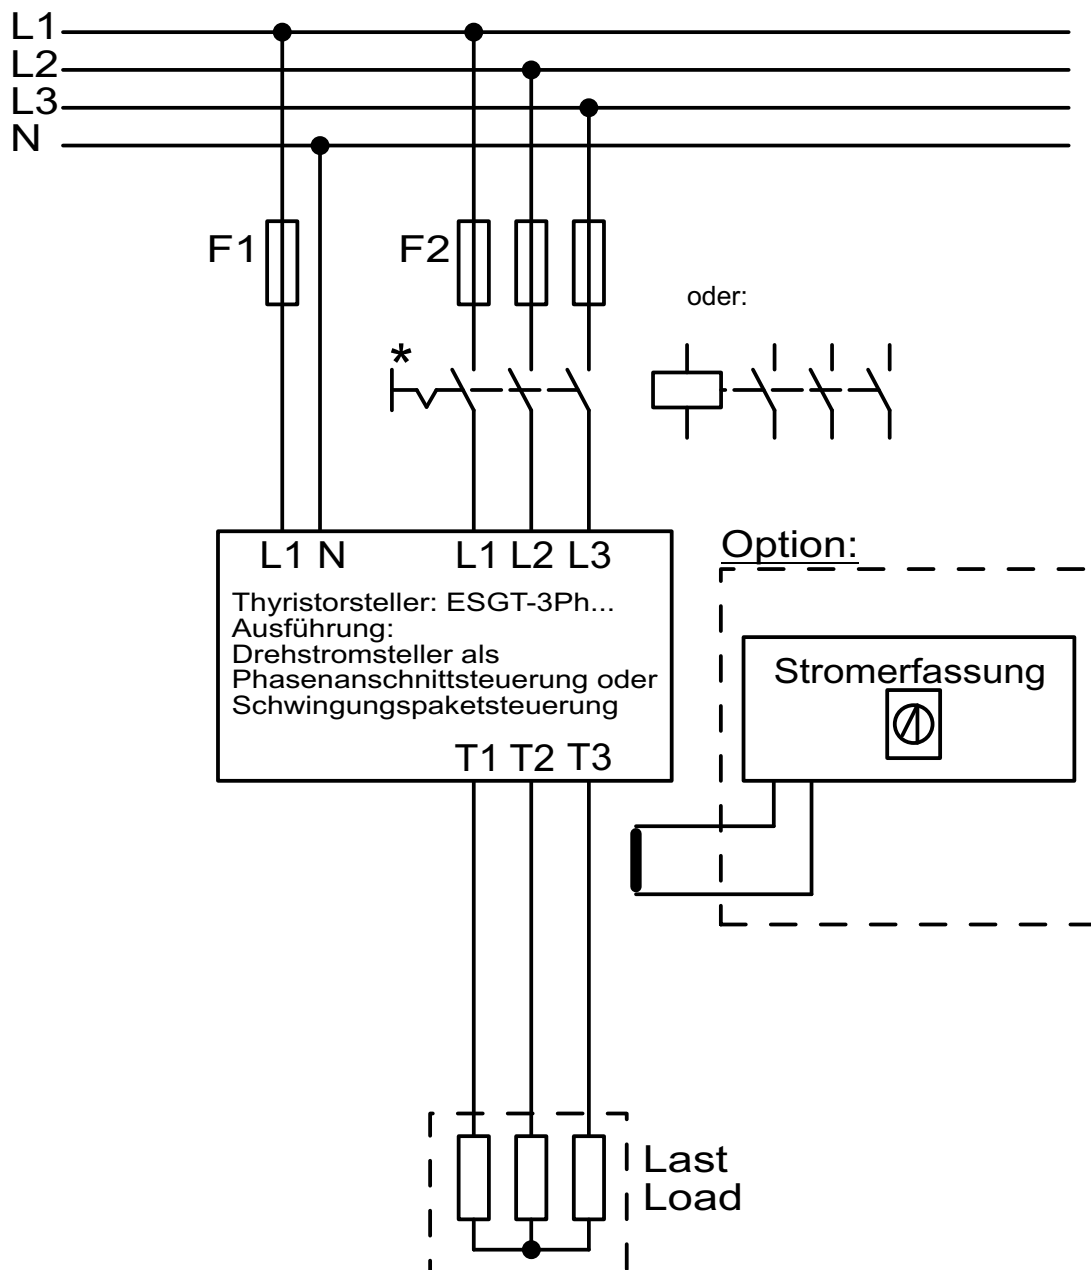 L1
L2
L3
N
F1
F2
oder:
*
L1 N L1 L2 L3
Thyristorsteller: ESGT-3Ph...
Ausführung:
Drehstromsteller als
Phasenanschnittsteuerung oder
Schwingungspaketsteuerung
T1 T2 T3
Option:
Stromerfassung
Last
Load